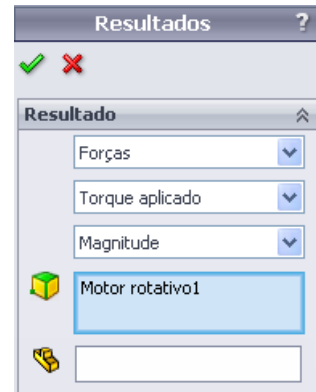 Resultados ?
Resultado
Forças
Torque aplicado
Magnitude
Motor rotativo1